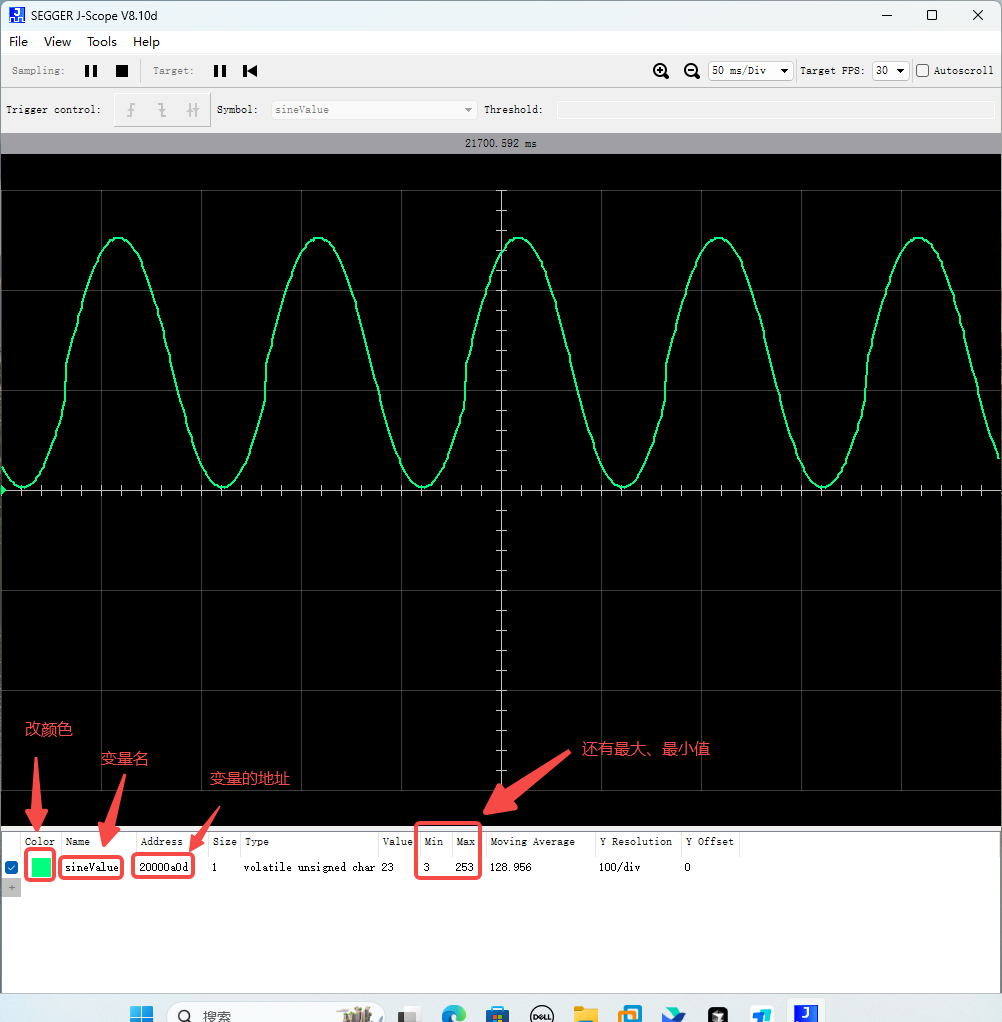 SEGGER J-Scope V8.10d
File View Tools Help
Sampling: Target: 50 ms/Div Target FPS: 30 Autoscroll
Trigger control: Symbol: sineValue Threshold:
21700.592 ms
改颜色
变量名
变量的地址
还有最大、最小值
Color Name Address Size Type Value Min Max Moving Average Y Resolution Y Offset
sineValue 20000a0d 1 volatile unsigned char 23 3 253 128.956 100/div 0
+
搜索
DELL
J